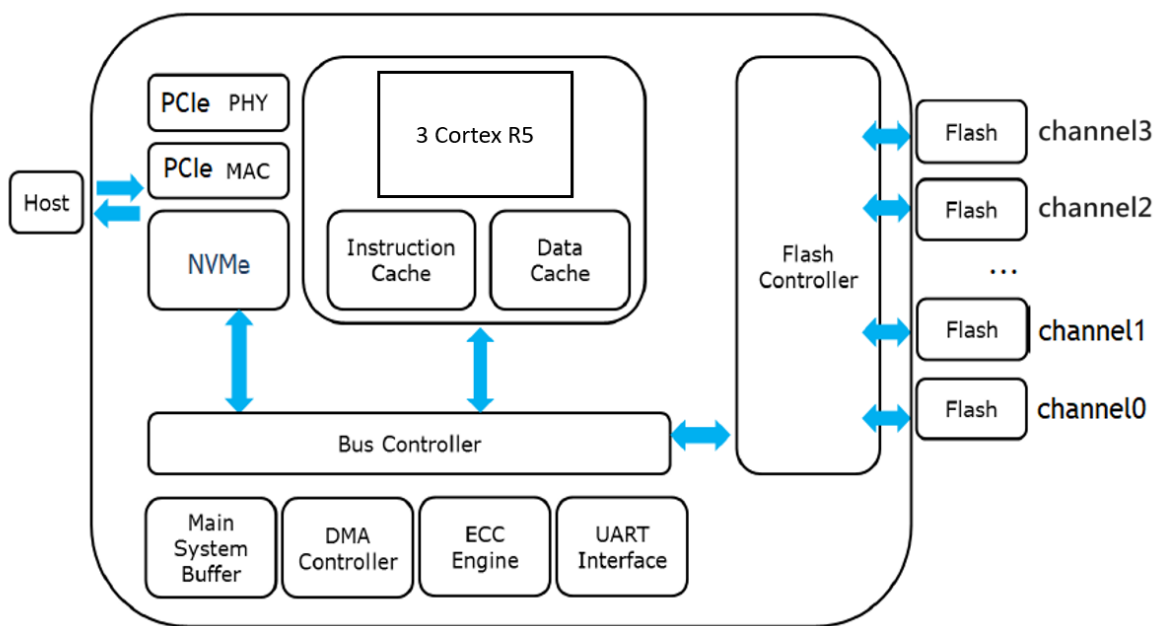 PCIe PHY
PCIe MAC
NVMe
Host
3 Cortex R5
Instruction
Cache
Data
Cache
Flash
Controller
Flash
channel3
Flash
channel2
...
Flash
channel1
Flash
channel0
Bus Controller
Main
System
Buffer
DMA
Controller
ECC
Engine
UART
Interface